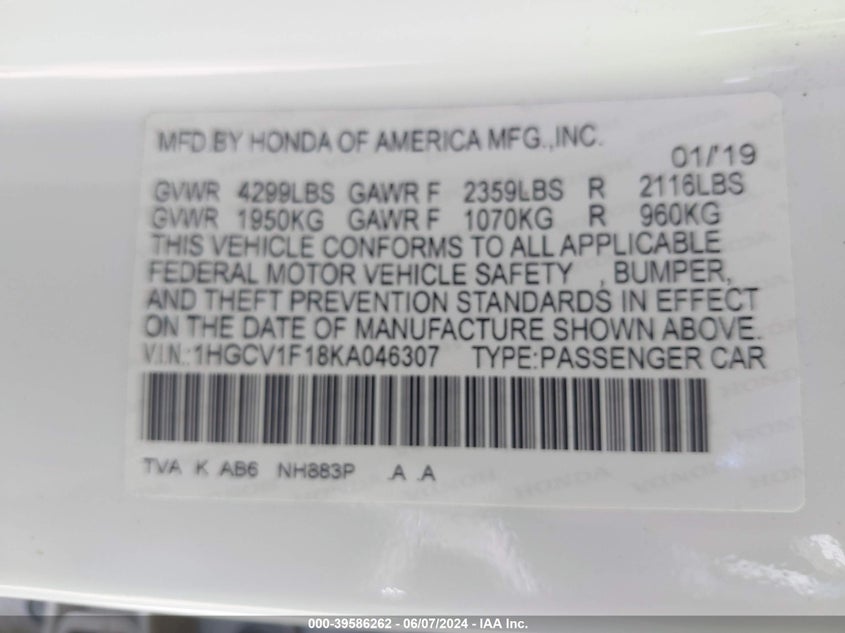 MFD.BY HONDA OF AMERICA MFG.,INC. 01/'19
GVWR 4299LBS GAWR F 2359LBS R 2116LBS
GVWR 1950KG GAWR F 1070KG R 960KG
THIS VEHICLE CONFORMS TO ALL APPLICABLE
FEDERAL MOTOR VEHICLE SAFETY , BUMPER,
AND THEFT PREVENTION STANDARDS IN EFFECT
ON THE DATE OF MANUFACTURE SHOWN ABOVE.
V.I.N.:1HGCV1F18KA046307 TYPE:PASSENGER CAR
TVA K AB6 NH883P .A .A
000-39586262 - 06/07/2024 - IAA Inc.